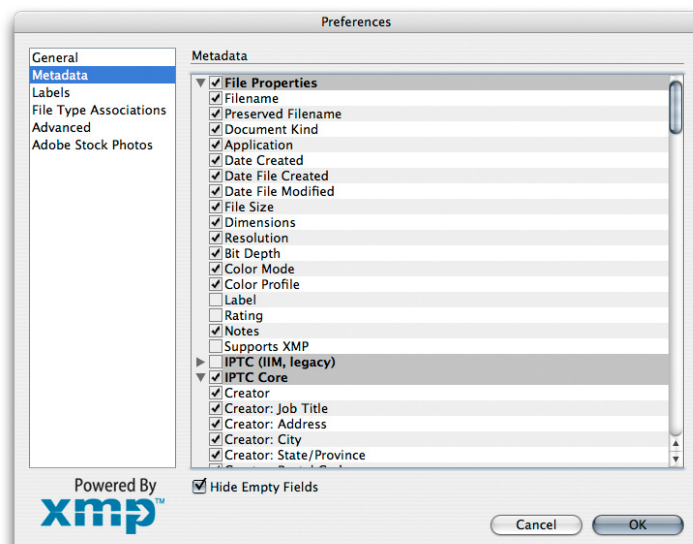 Preferences
General
Metadata
Labels
File Type Associations
Advanced
Adobe Stock Photos
Metadata
File Properties
Filename
Preserved Filename
Document Kind
Application
Date Created
Date File Created
Date File Modified
File Size
Dimensions
Resolution
Bit Depth
Color Mode
Color Profile
Label
Rating
Notes
Supports XMP
IPTC (IIM, legacy)
IPTC Core
Creator
Creator: Job Title
Creator: Address
Creator: City
Creator: State/Province
Powered By
xmp™
Hide Empty Fields
Cancel
OK